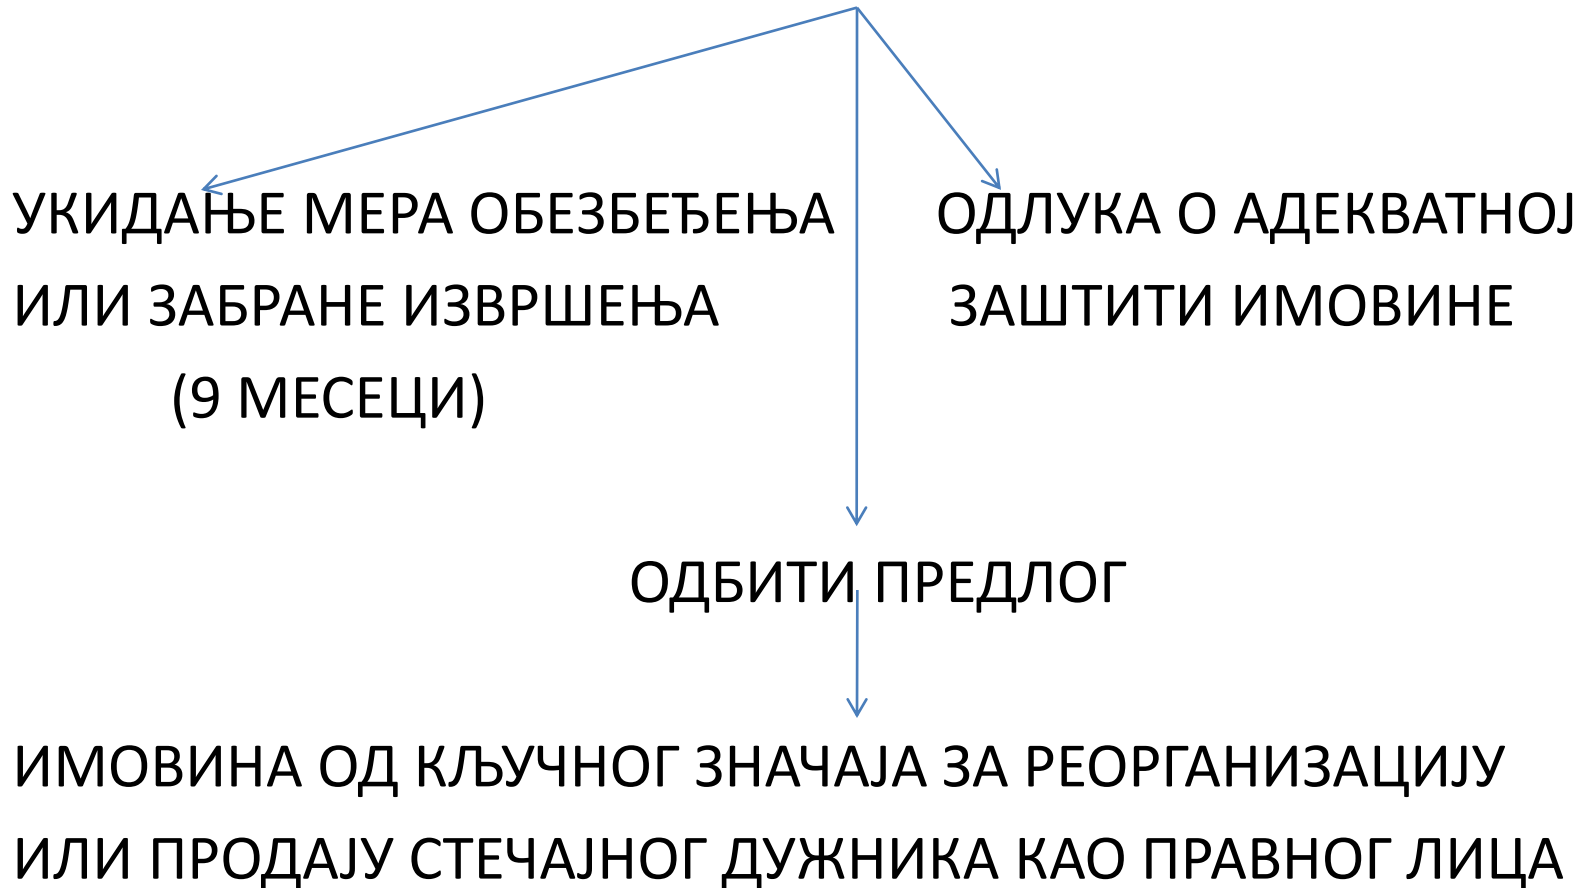 УКИДАЊЕ МЕРА ОБЕЗБЕЂЕЊА ОДЛУКА О АДЕКВАТНОЈ
ИЛИ ЗАБРАНЕ ИЗВРШЕЊА ЗАШТИТИ ИМОВИНЕ
(9 МЕСЕЦИ)
ОДБИТИ ПРЕДЛОГ
ИМОВИНА ОД КЉУЧНОГ ЗНАЧАЈА ЗА РЕОРГАНИЗАЦИЈУ
ИЛИ ПРОДАЈУ СТЕЧАЈНОГ ДУЖНИКА КАО ПРАВНОГ ЛИЦА